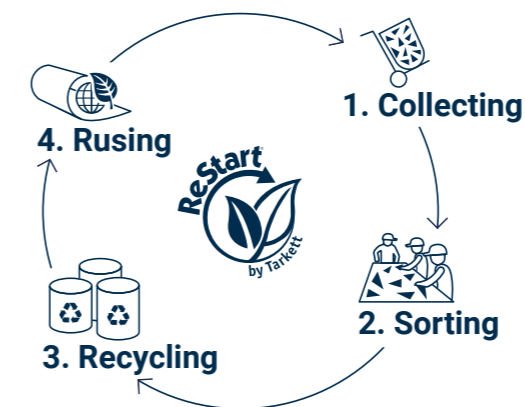 1. Collecting
4. Rusing
ReStart
by Tarkett
2. Sorting
3. Recycling